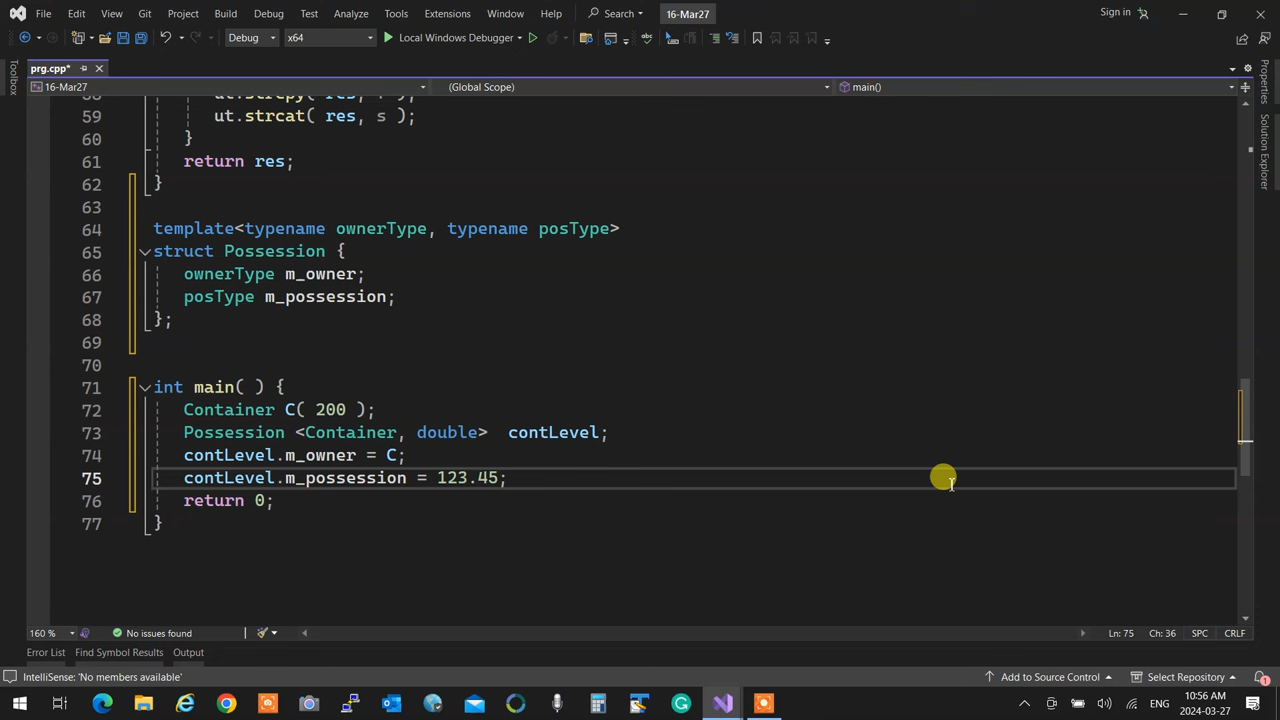 File Edit View Git Project Build Debug Test Analyze Tools Extensions Window Help Search 16-Mar27 Sign in
Debug x64 Local Windows Debugger
prg.cpp*
16-Mar27 (Global Scope) main()
59 ut.strcat( res, s );
60 }
61 return res;
62 }
63
64 template<typename ownerType, typename posType>
65 struct Possession {
66 ownerType m_owner;
67 posType m_possession;
68 };
69
70
71 int main( ) {
72 Container C( 200 );
73 Possession <Container, double>  contLevel;
74 contLevel.m_owner = C;
75 contLevel.m_possession = 123.45;
76 return 0;
77 }
Toolbox
Properties
Solution Explorer
160 % No issues found Ln: 75 Ch: 36 SPC CRLF
Error List Find Symbol Results Output
IntelliSense: 'No members available' Add to Source Control Select Repository 1
ENG 10:56 AM
2024-03-27